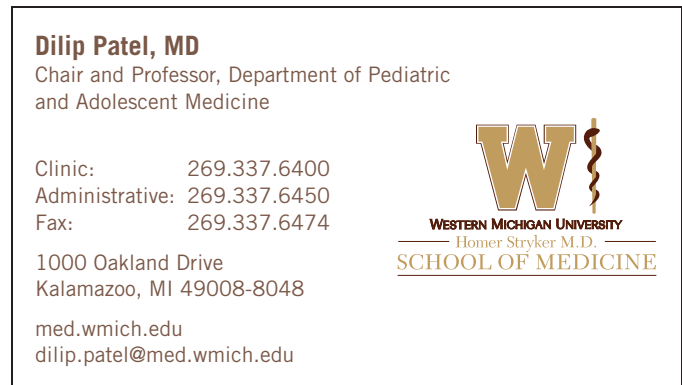 Dilip Patel, MD
Chair and Professor, Department of Pediatric
and Adolescent Medicine
Clinic: 269.337.6400
Administrative: 269.337.6450
Fax: 269.337.6474
1000 Oakland Drive
Kalamazoo, MI 49008-8048
med.wmich.edu
dilip.patel@med.wmich.edu
W
WESTERN MICHIGAN UNIVERSITY
Homer Stryker M.D.
SCHOOL OF MEDICINE